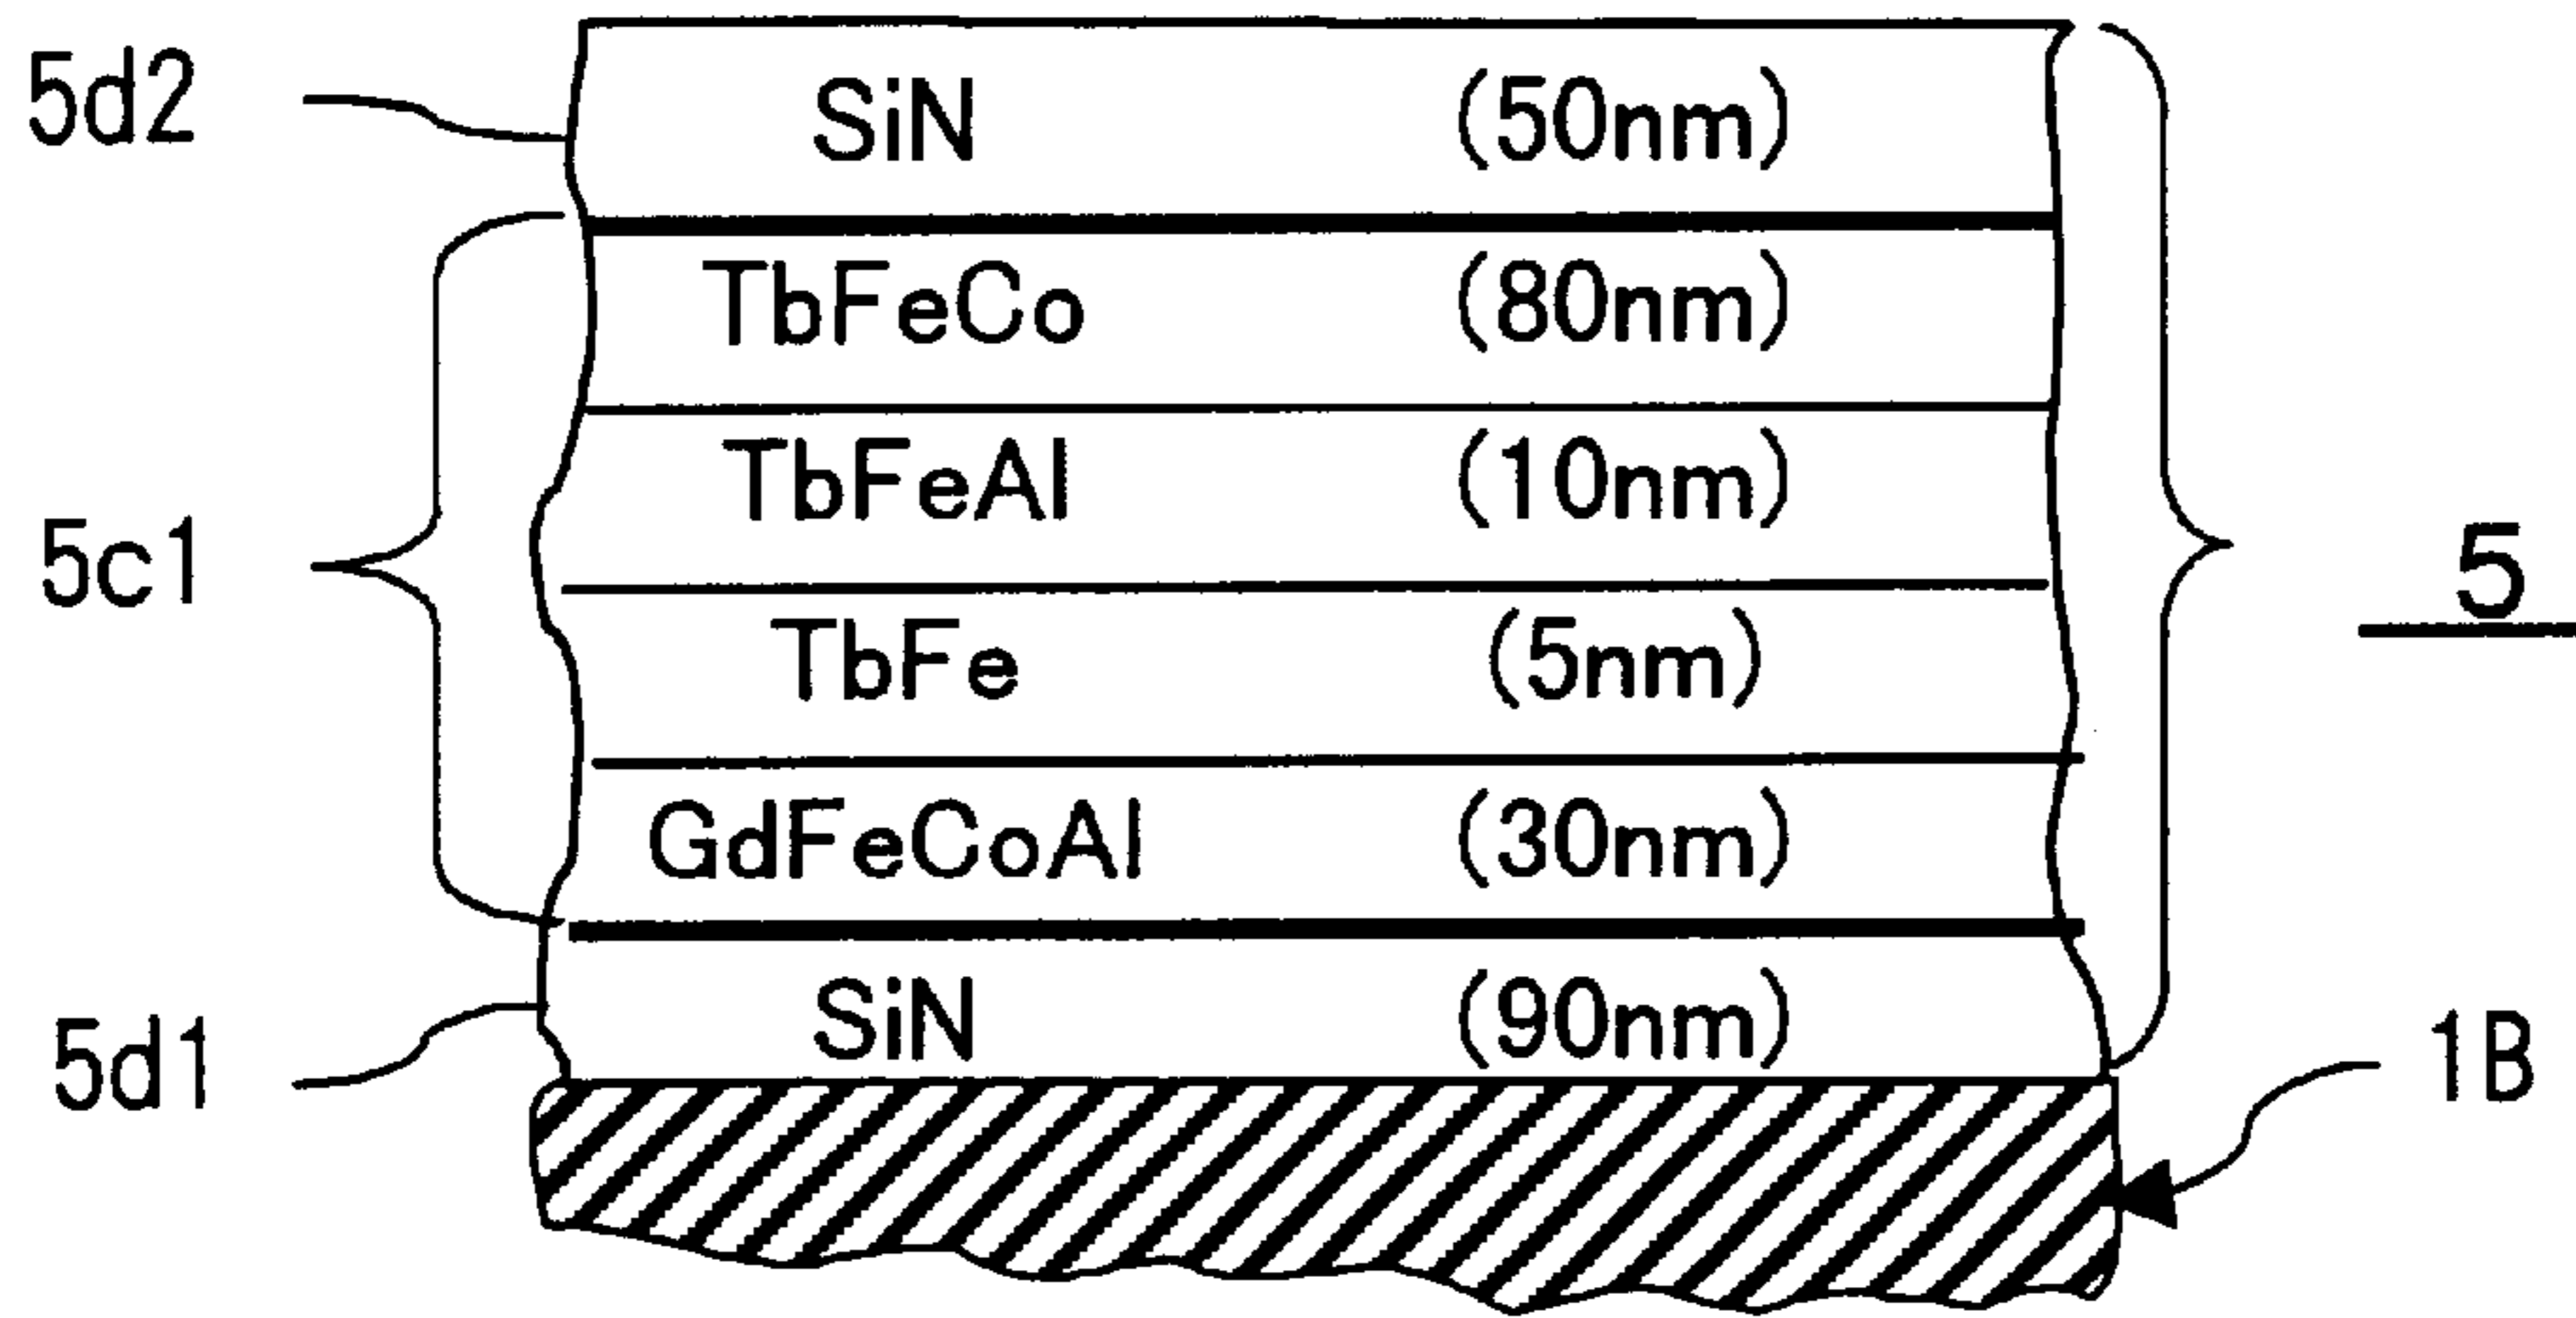 5d2 SiN (50nm)
TbFeCo (80nm)
TbFeAl (10nm)
5c1 5
TbFe (5nm)
GdFeCoAl (30nm)
5d1 SiN (90nm) 1B